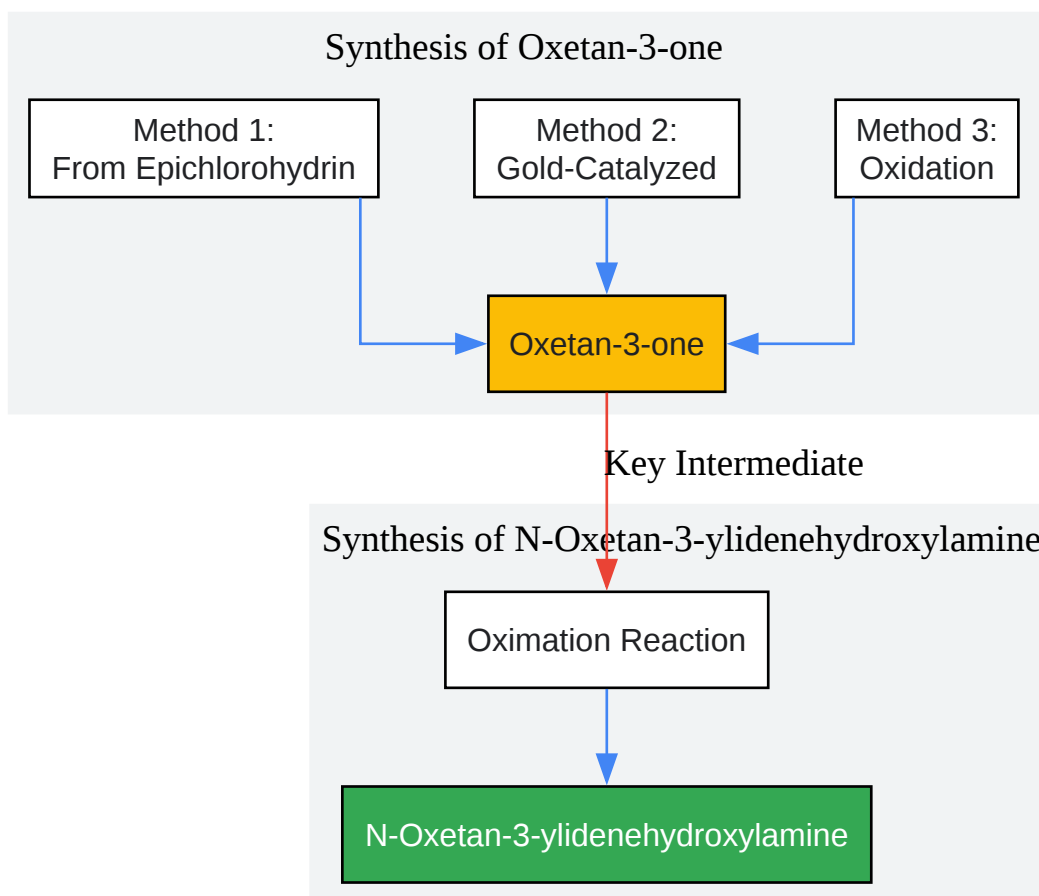 Synthesis of Oxetan-3-one
Method 1:
From Epichlorohydrin
Method 2:
Gold-Catalyzed
Method 3:
Oxidation
Oxetan-3-one
Key Intermediate
Synthesis of N-Oxetan-3-ylidenehydroxylamine
Oximation Reaction
N-Oxetan-3-ylidenehydroxylamine